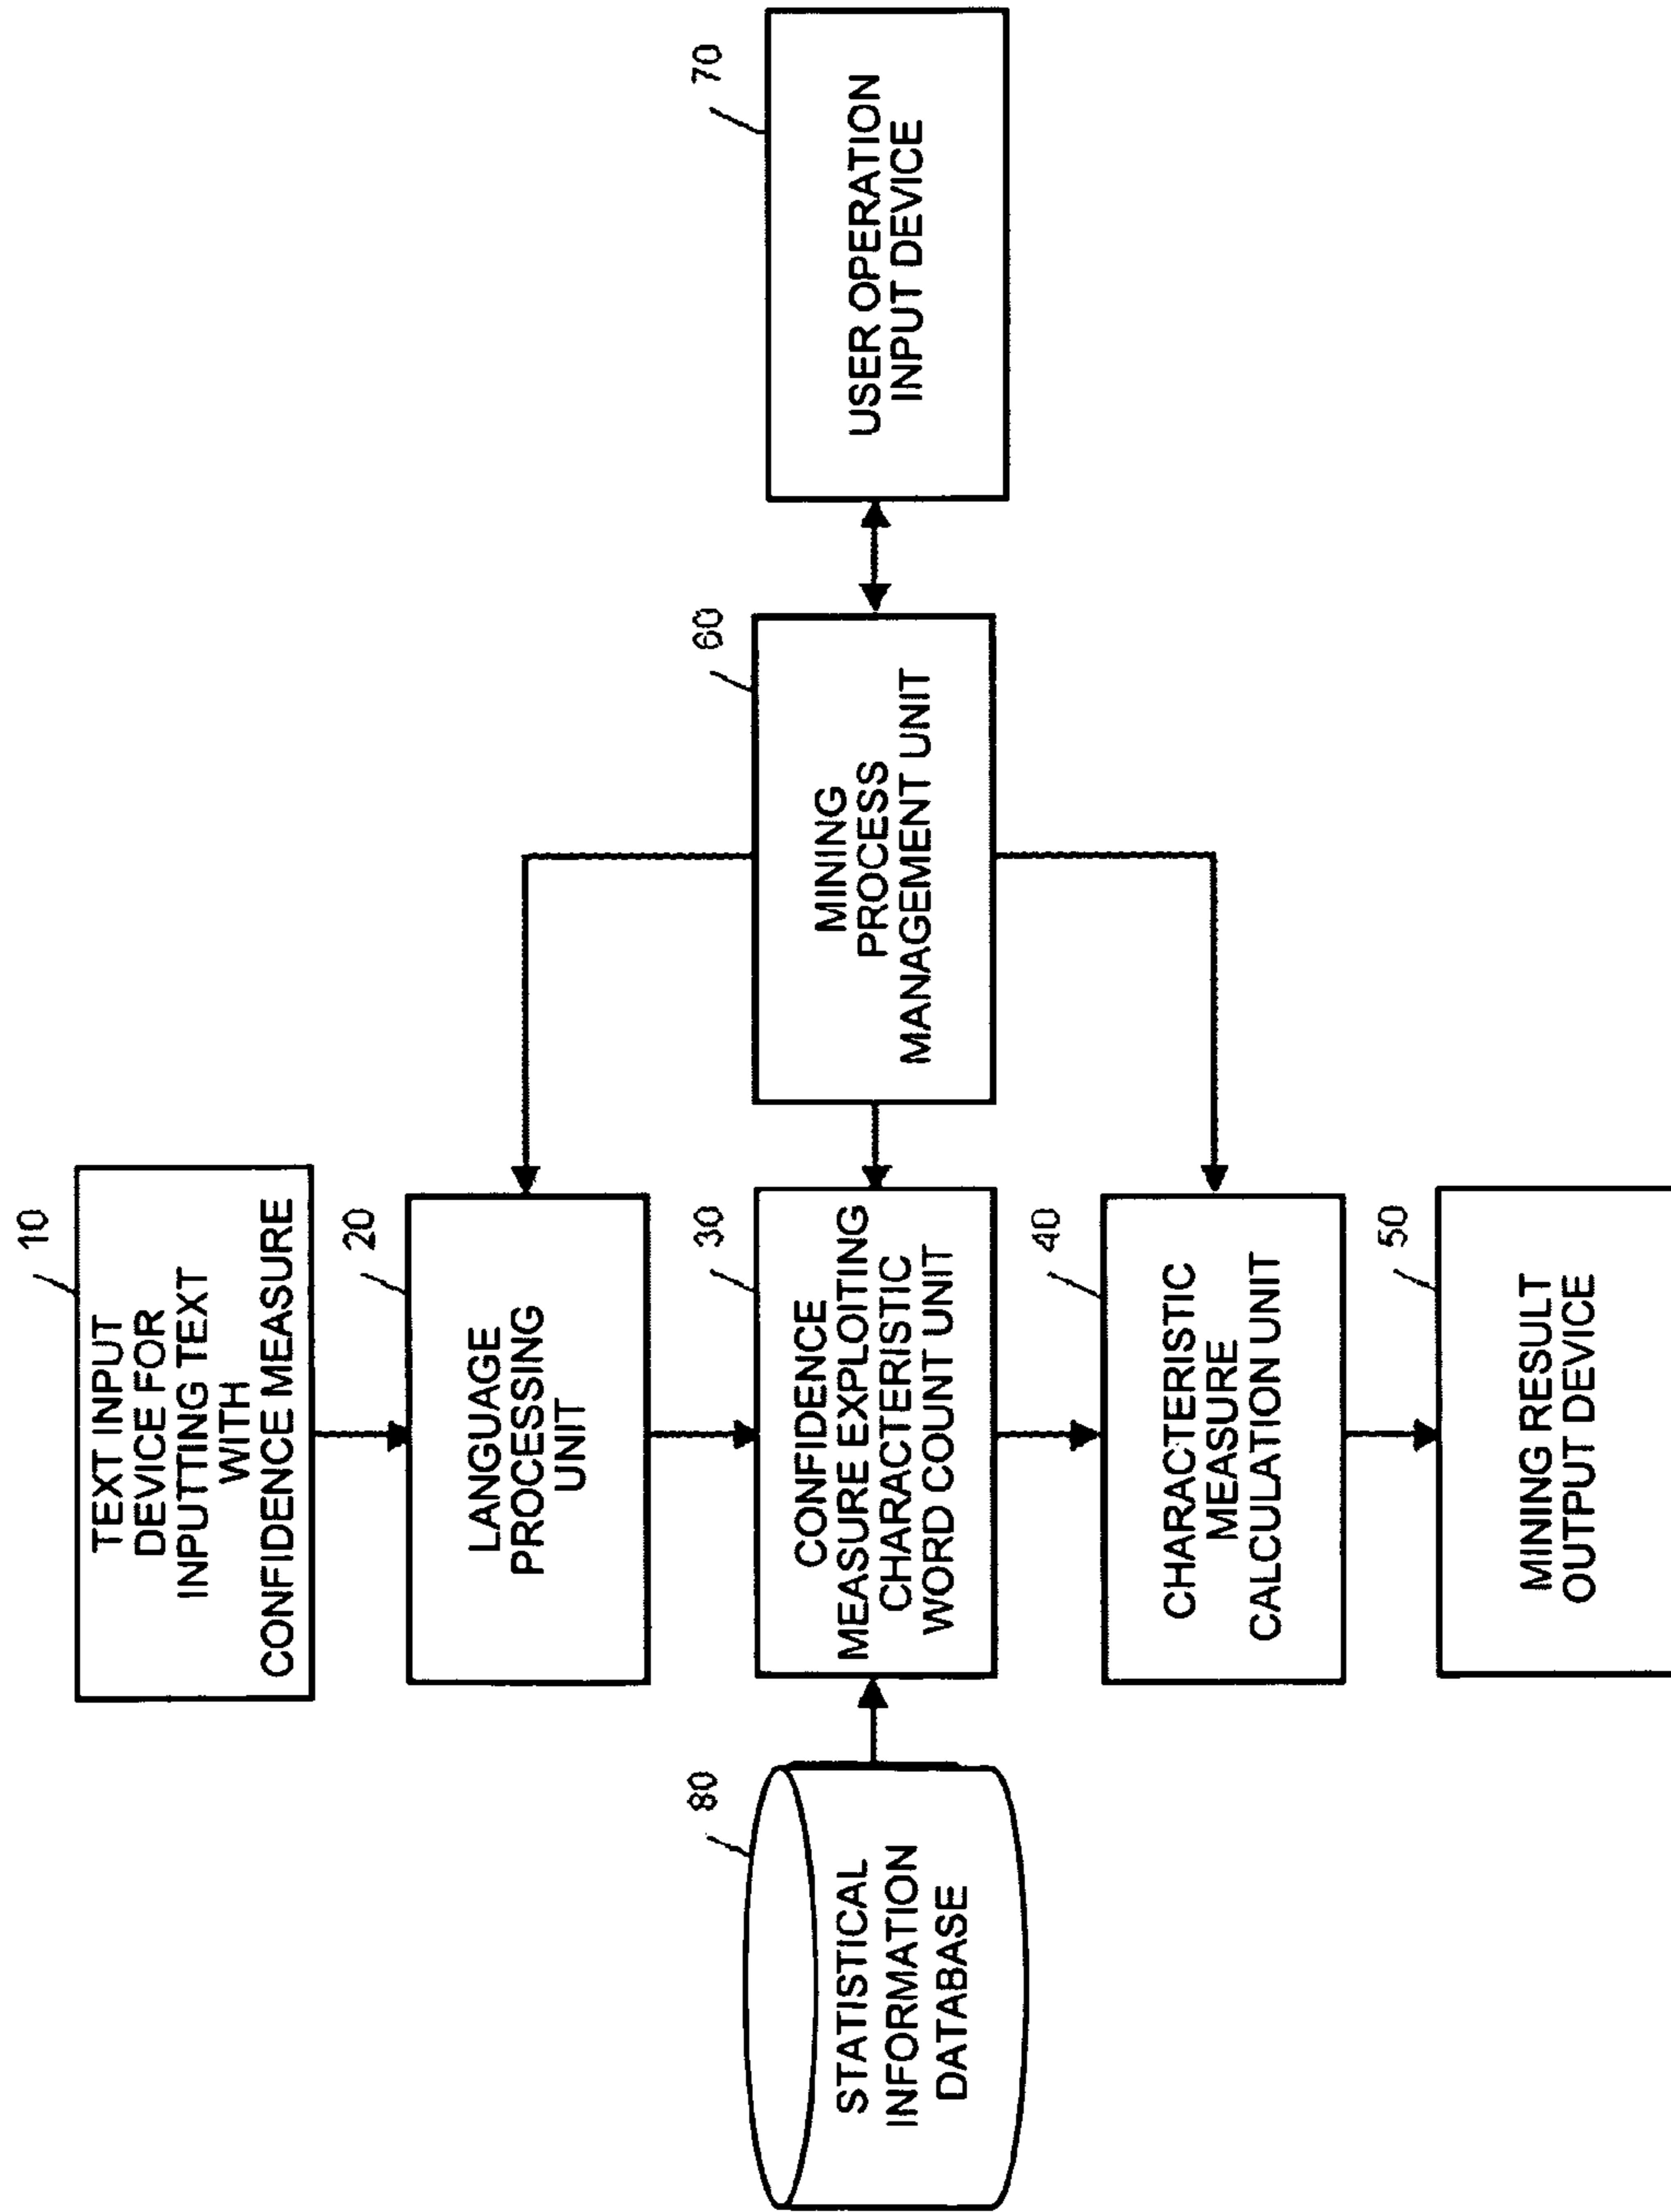 10
TEXT INPUT
DEVICE FOR
INPUTTING TEXT
WITH
CONFIDENCE MEASURE
20
LANGUAGE
PROCESSING
UNIT
80
STATISTICAL
INFORMATION
DATABASE
30
CONFIDENCE
MEASURE EXPLOITING
CHARACTERISTIC
WORD COUNT UNIT
60
MINING
PROCESS
MANAGEMENT UNIT
70
USER OPERATION
INPUT DEVICE
40
CHARACTERISTIC
MEASURE
CALCULATION UNIT
50
MINING RESULT
OUTPUT DEVICE